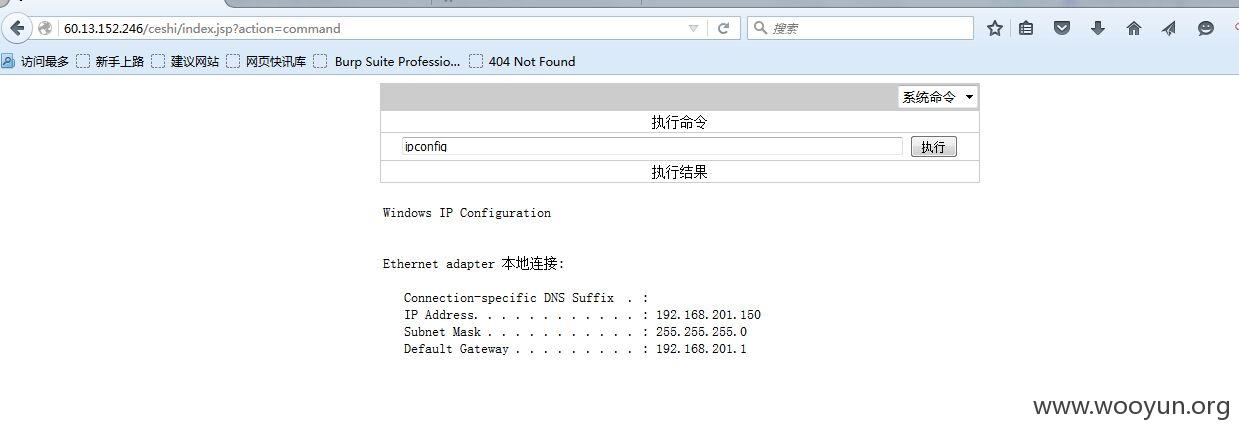 60.13.152.246/ceshi/index.jsp?action=command
搜索
访问最多 新手上路 建议网站 网页快讯库 Burp Suite Professio... 404 Not Found
系统命令
执行命令
ipconfig 执行
执行结果
Windows IP Configuration
Ethernet adapter 本地连接:
Connection-specific DNS Suffix . :
IP Address. . . . . . . . . . . . : 192.168.201.150
Subnet Mask . . . . . . . . . . . : 255.255.255.0
Default Gateway . . . . . . . . . : 192.168.201.1
www.wooyun.org